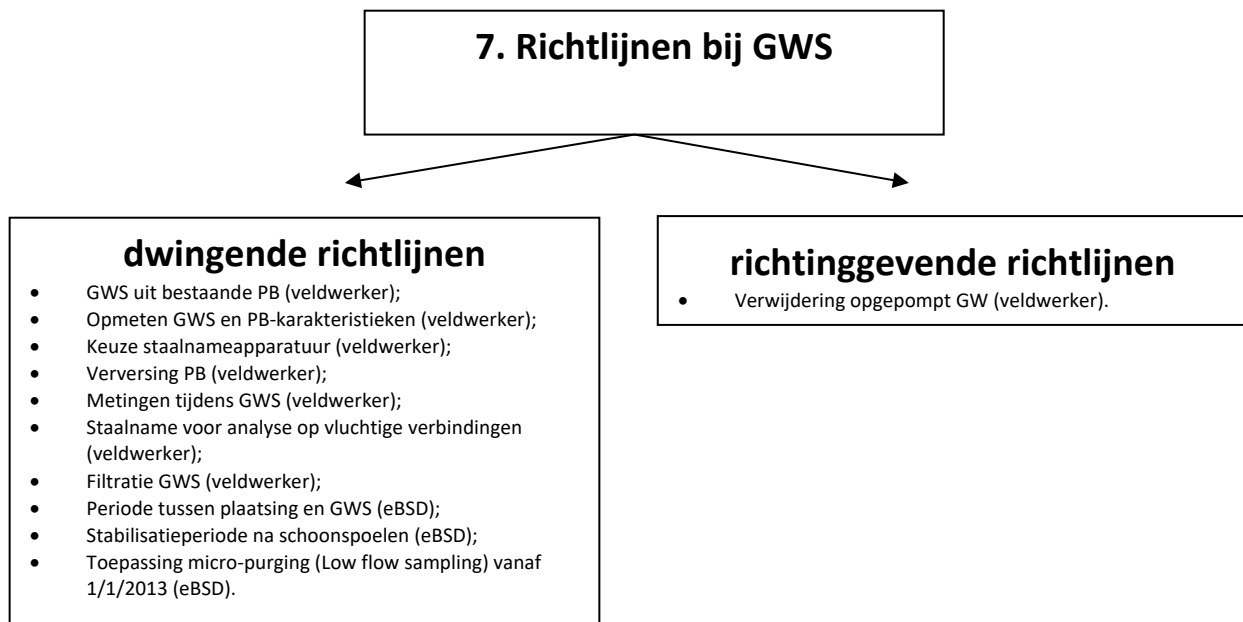 7. Richtlijnen bij GWS
dwingende richtlijnen
• GWS uit bestaande PB (veldwerker);
• Opmeten GWS en PB-karakteristieken (veldwerker);
• Keuze staalnameapparatuur (veldwerker);
• Verversing PB (veldwerker);
• Metingen tijdens GWS (veldwerker);
• Staalname voor analyse op vluchtige verbindingen
(veldwerker);
• Filtratie GWS (veldwerker);
• Periode tussen plaatsing en GWS (eBSD);
• Stabilisatieperiode na schoonspoelen (eBSD);
• Toepassing micro-purging (Low flow sampling) vanaf
1/1/2013 (eBSD).
richtinggevende richtlijnen
• Verwijdering opgepompt GW (veldwerker).